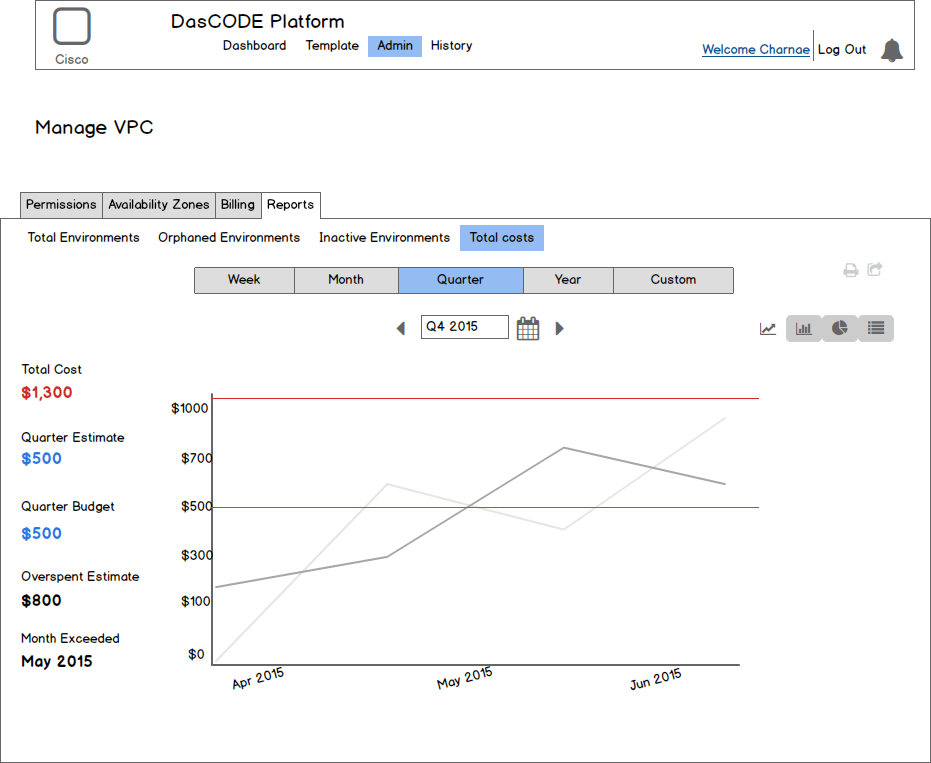 DasCODE Platform
Cisco
Dashboard Template Admin History
Welcome Charnae Log Out
Manage VPC
Permissions Availability Zones Billing Reports
Total Environments Orphaned Environments Inactive Environments Total costs
Week Month Quarter Year Custom
Q4 2015
Total Cost
$1,300
Quarter Estimate
$500
Quarter Budget
$500
Overspent Estimate
$800
Month Exceeded
May 2015
$1000
$700
$500
$300
$100
$0
Apr 2015 May 2015 Jun 2015